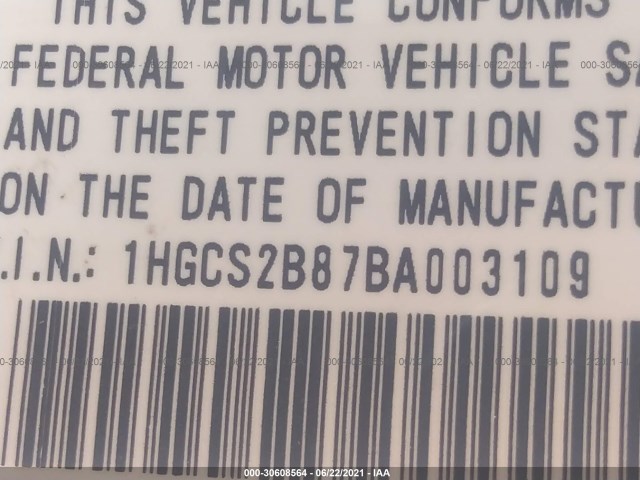 THIS VEHICLE CONFORMS
FEDERAL MOTOR VEHICLE
AND THEFT PREVENTION STA
ON THE DATE OF MANUFACTU
.I.N.: 1HGCS2B87BA003109
000-30608564 - 06/22/2021 - IAA